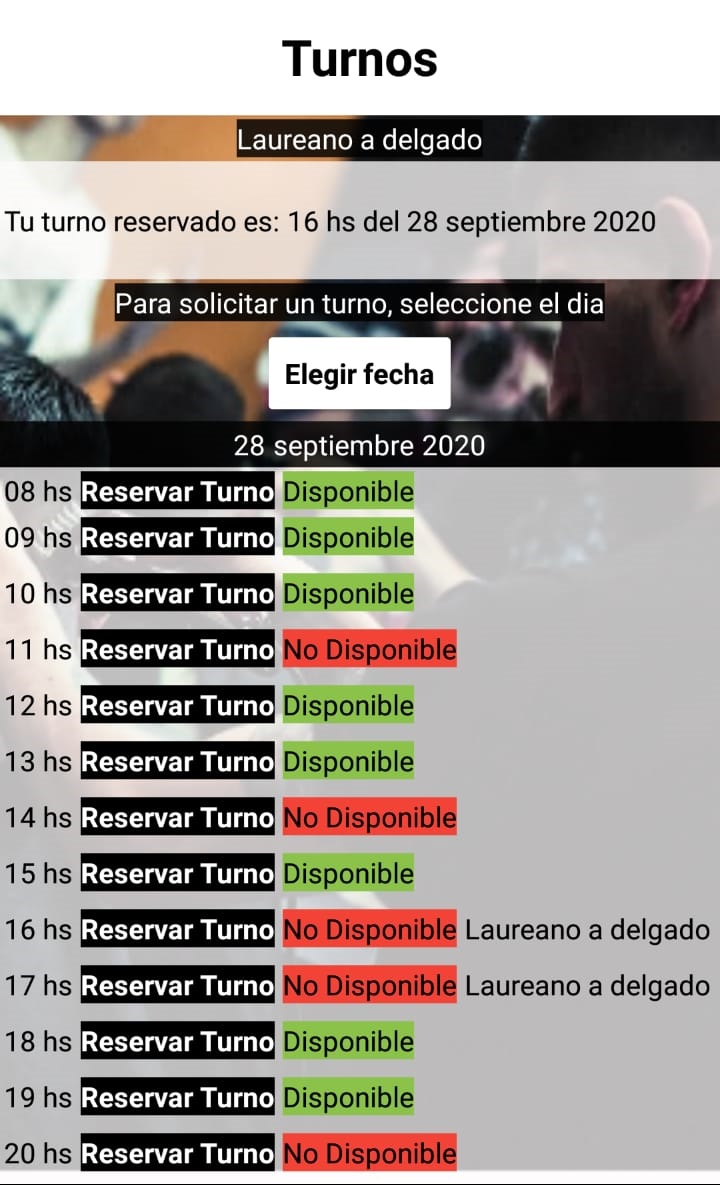 Turnos
Laureano a delgado
Tu turno reservado es: 16 hs del 28 septiembre 2020
Para solicitar un turno, seleccione el dia
Elegir fecha
28 septiembre 2020
08 hs Reservar Turno Disponible
09 hs Reservar Turno Disponible
10 hs Reservar Turno Disponible
11 hs Reservar Turno No Disponible
12 hs Reservar Turno Disponible
13 hs Reservar Turno Disponible
14 hs Reservar Turno No Disponible
15 hs Reservar Turno Disponible
16 hs Reservar Turno No Disponible Laureano a delgado
17 hs Reservar Turno No Disponible Laureano a delgado
18 hs Reservar Turno Disponible
19 hs Reservar Turno Disponible
20 hs Reservar Turno No Disponible